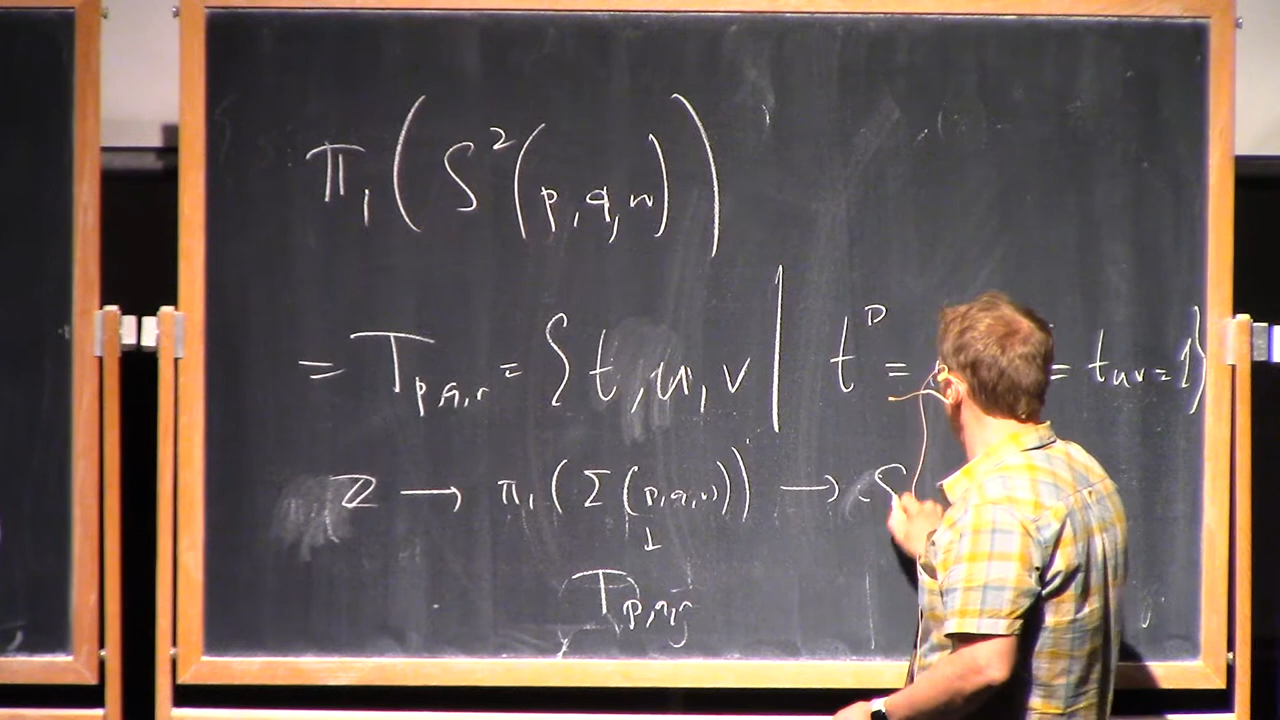 π₁(S²(p,q,r))
= T_{p,q,r} = {t,u,v | t^p = = tuv=1}
ℤ → π₁(Σ(p,q,r)) → S
↓
T_{p,q,r}